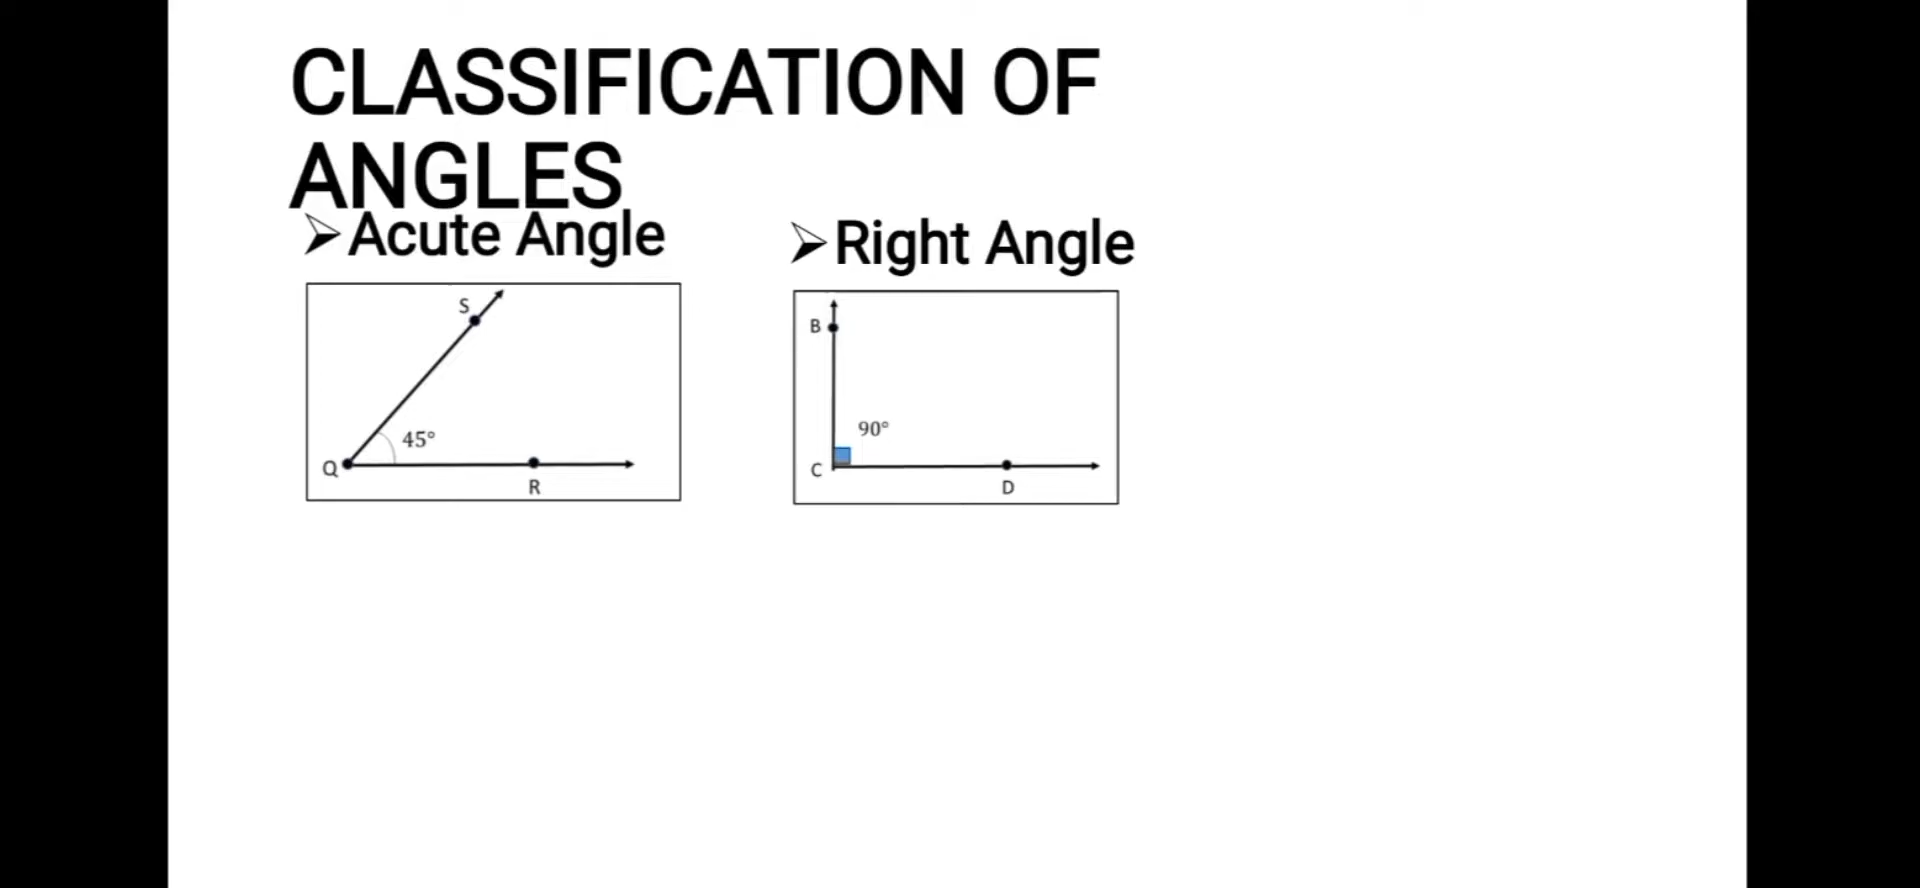 CLASSIFICATION OF
ANGLES
➢Acute Angle
S
45°
Q
R
➢Right Angle
B
90°
C
D